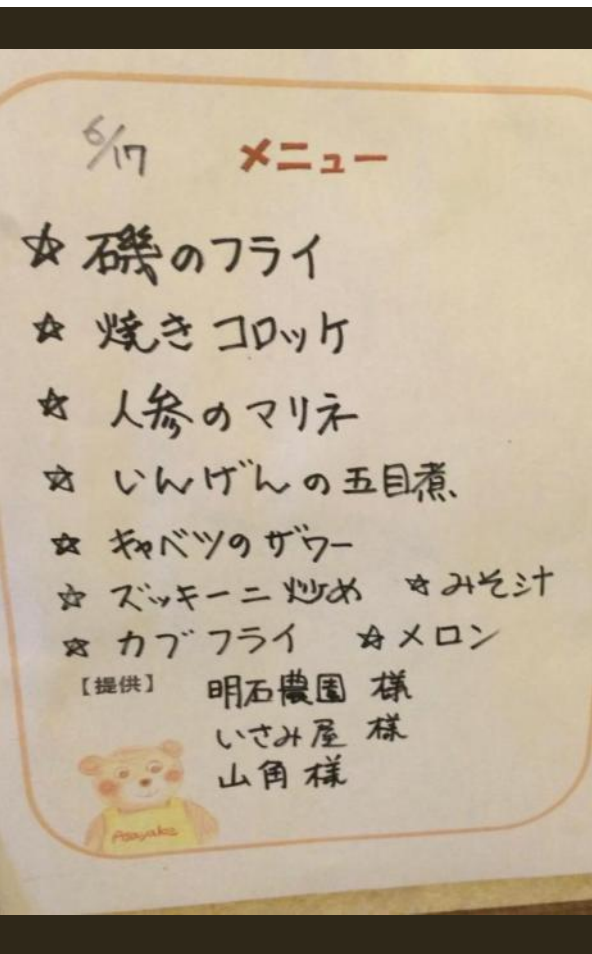 6/17 メニュー
☆ 磯のフライ
☆ 焼きコロッケ
☆ 人参のマリネ
☆ いんげんの五目煮
☆ キャベツのザワー
☆ ズッキーニ炒め ☆ みそ汁
☆ カブフライ ☆ メロン
【提供】 明石農園 様
いさみ屋 様
山角 様